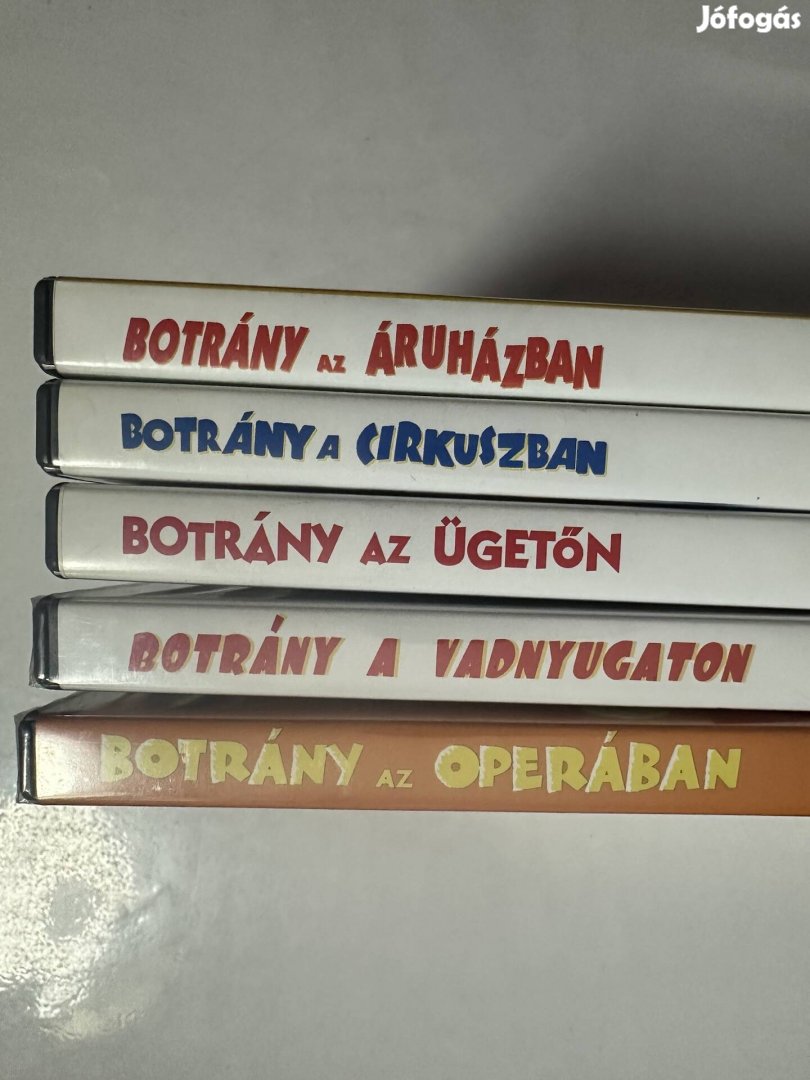 Jófogás
BOTRÁNY AZ ÁRUHÁZBAN
BOTRÁNY A CIRKUSZBAN
BOTRÁNY AZ ÜGETŐN
BOTRÁNY A VADNYUGATON
BOTRÁNY AZ OPERÁBAN